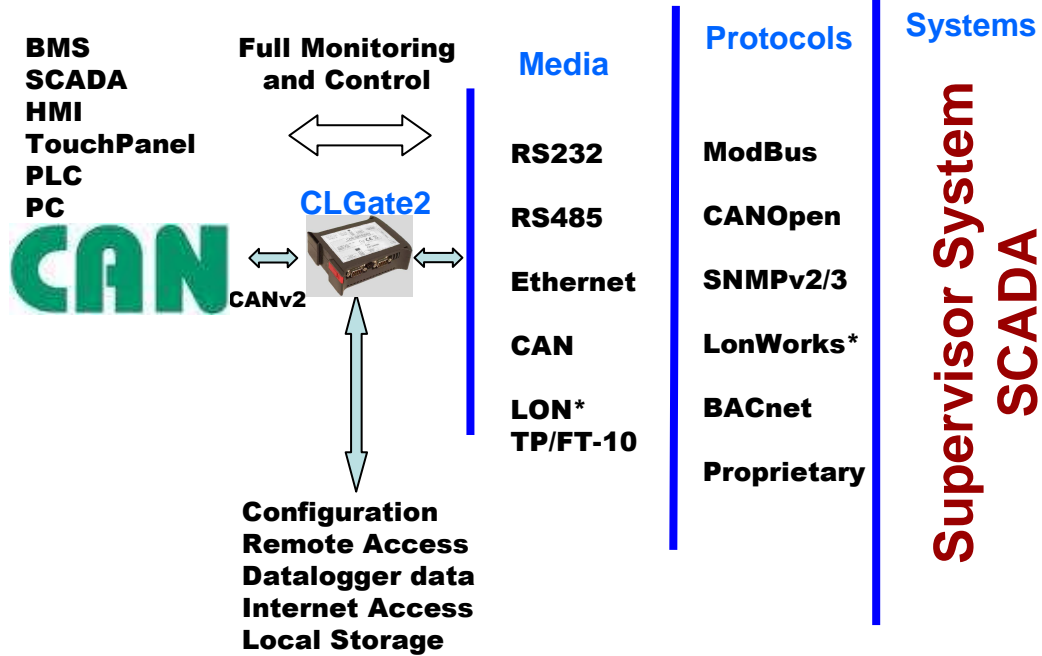 BMS
SCADA
HMI
TouchPanel
PLC
PC
CAN
CANv2
Full Monitoring
and Control
CLGate2
Configuration
Remote Access
Datalogger data
Internet Access
Local Storage
Media
RS232
RS485
Ethernet
CAN
LON*
TP/FT-10
Protocols
ModBus
CANOpen
SNMPv2/3
LonWorks*
BACnet
Proprietary
Systems
Supervisor System
SCADA